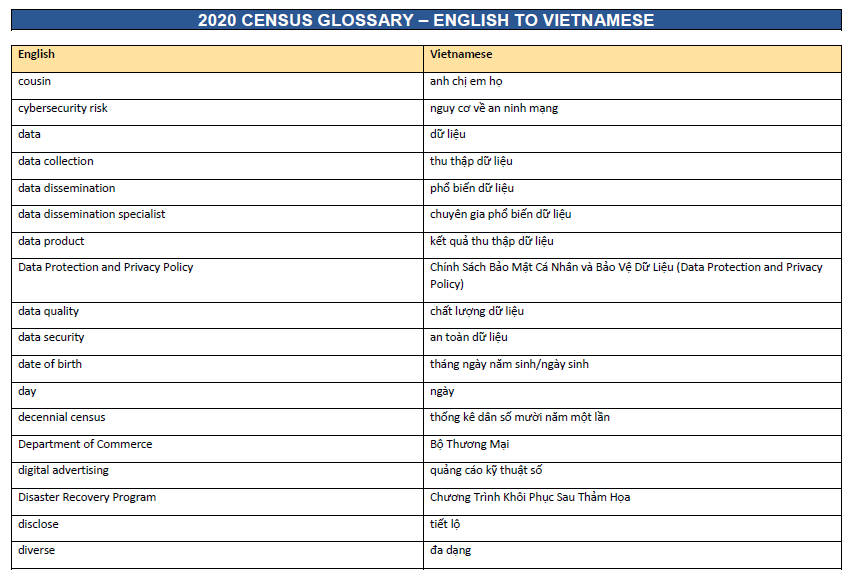 2020 CENSUS GLOSSARY – ENGLISH TO VIETNAMESE
English Vietnamese
cousin anh chị em họ
cybersecurity risk nguy cơ về an ninh mạng
data dữ liệu
data collection thu thập dữ liệu
data dissemination phổ biến dữ liệu
data dissemination specialist chuyên gia phổ biến dữ liệu
data product kết quả thu thập dữ liệu
Data Protection and Privacy Policy Chính Sách Bảo Mật Cá Nhân và Bảo Vệ Dữ Liệu (Data Protection and Privacy
Policy)
data quality chất lượng dữ liệu
data security an toàn dữ liệu
date of birth tháng ngày năm sinh/ngày sinh
day ngày
decennial census thống kê dân số mười năm một lần
Department of Commerce Bộ Thương Mại
digital advertising quảng cáo kỹ thuật số
Disaster Recovery Program Chương Trình Khôi Phục Sau Thảm Họa
disclose tiết lộ
diverse đa dạng